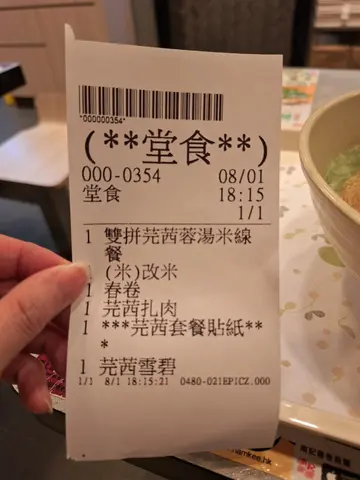 *000000354*
(**堂食**)
000-0354 08/01
堂食 18:15
1/1
1 雙拼芫茜蓉湯米線
餐
1 (米)改米
1 春卷
1 芫茜扎肉
1 ***芫茜套餐貼紙**
*
1 芫茜雪碧
1/1 8/1 18:15:21 0480-021EPICZ.000